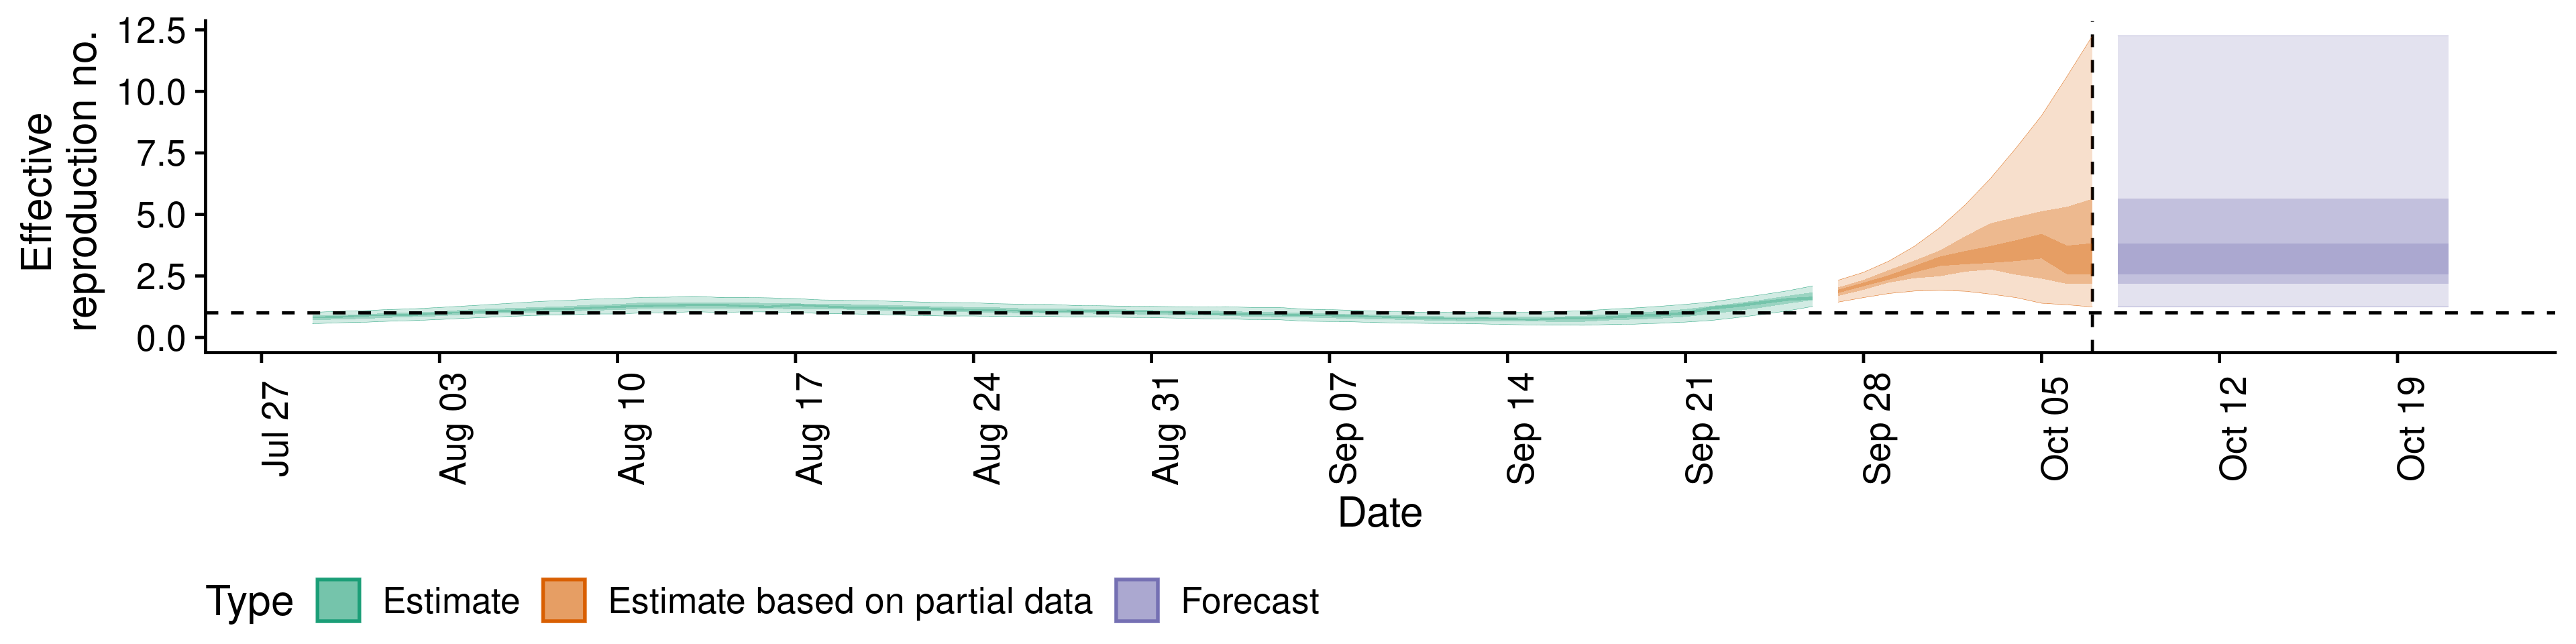 Effective
reproduction no.
12.5
10.0
7.5
5.0
2.5
0.0
Jul 27
Aug 03
Aug 10
Aug 17
Aug 24
Aug 31
Sep 07
Sep 14
Sep 21
Sep 28
Oct 05
Oct 12
Oct 19
Date
Type Estimate Estimate based on partial data Forecast